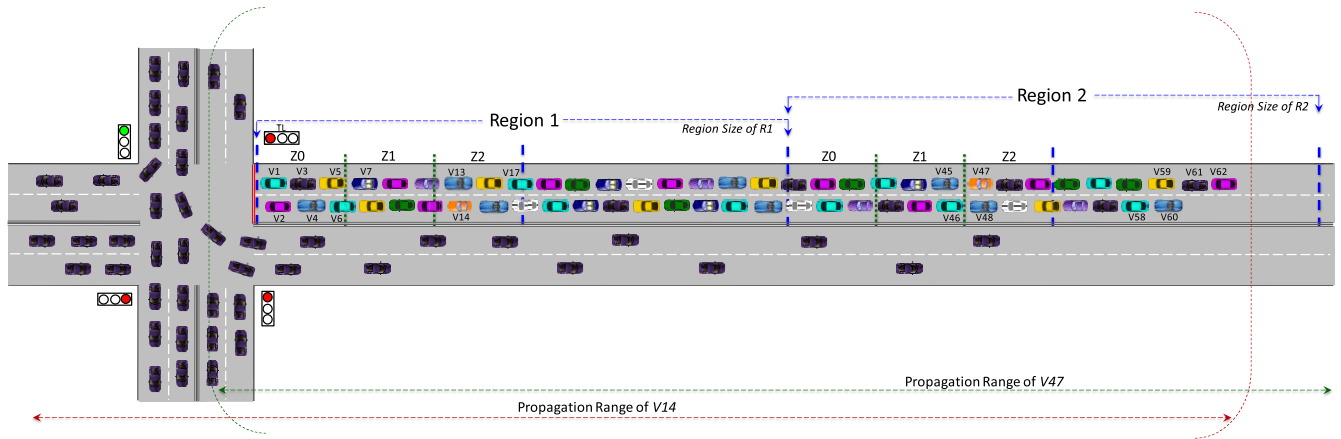 Region 2
Region Size of R2
Region 1
Region Size of R1
TL
Z0 Z1 Z2 Z0 Z1 Z2
V1 V3 V5 V7 V13 V17 V45 V47 V59 V61 V62
V2 V4 V6 V14 V46 V48 V58 V60
Propagation Range of V47
Propagation Range of V14